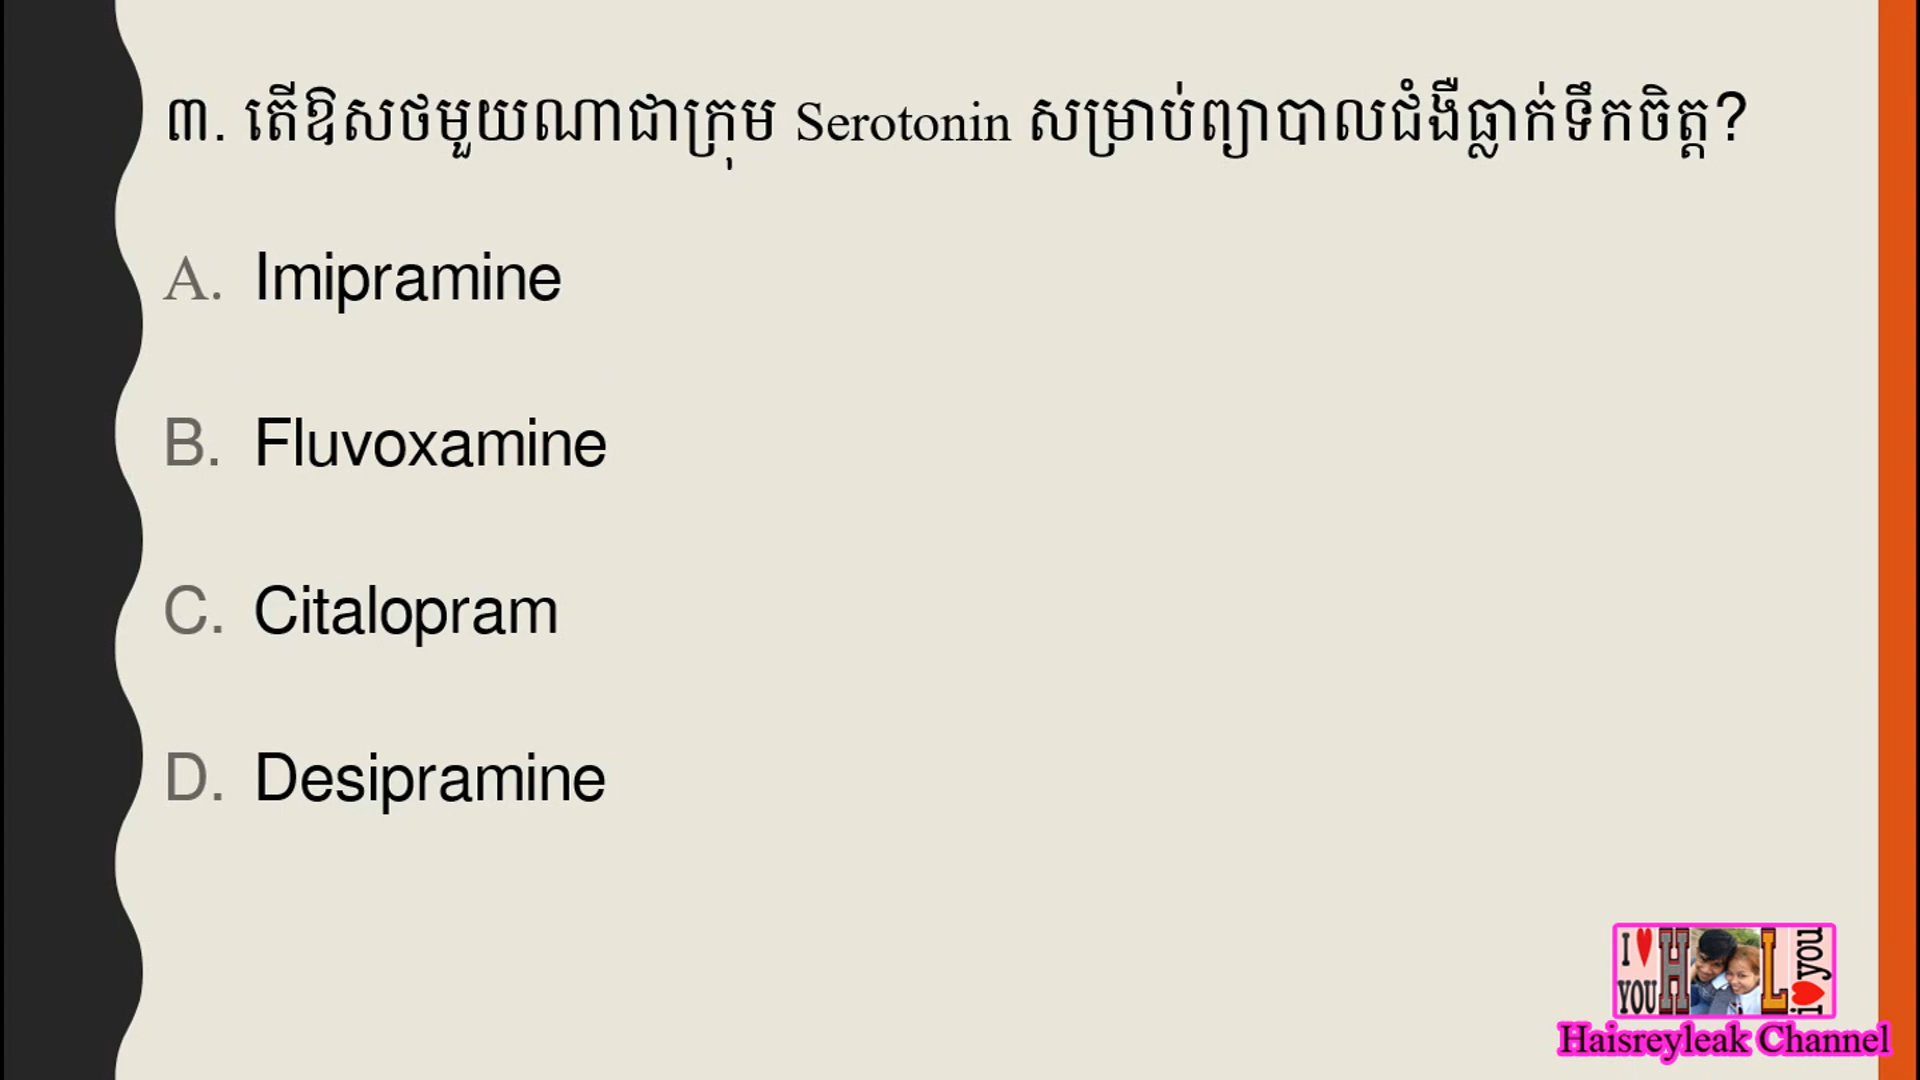 ៣. តើឱសថមួយណាជាក្រុម Serotonin សម្រាប់ព្យាបាលជំងឺធ្លាក់ទឹកចិត្ត?
A. Imipramine
B. Fluvoxamine
C. Citalopram
D. Desipramine
I ♥ YOU H L i ♥ you
Haisreyleak Channel